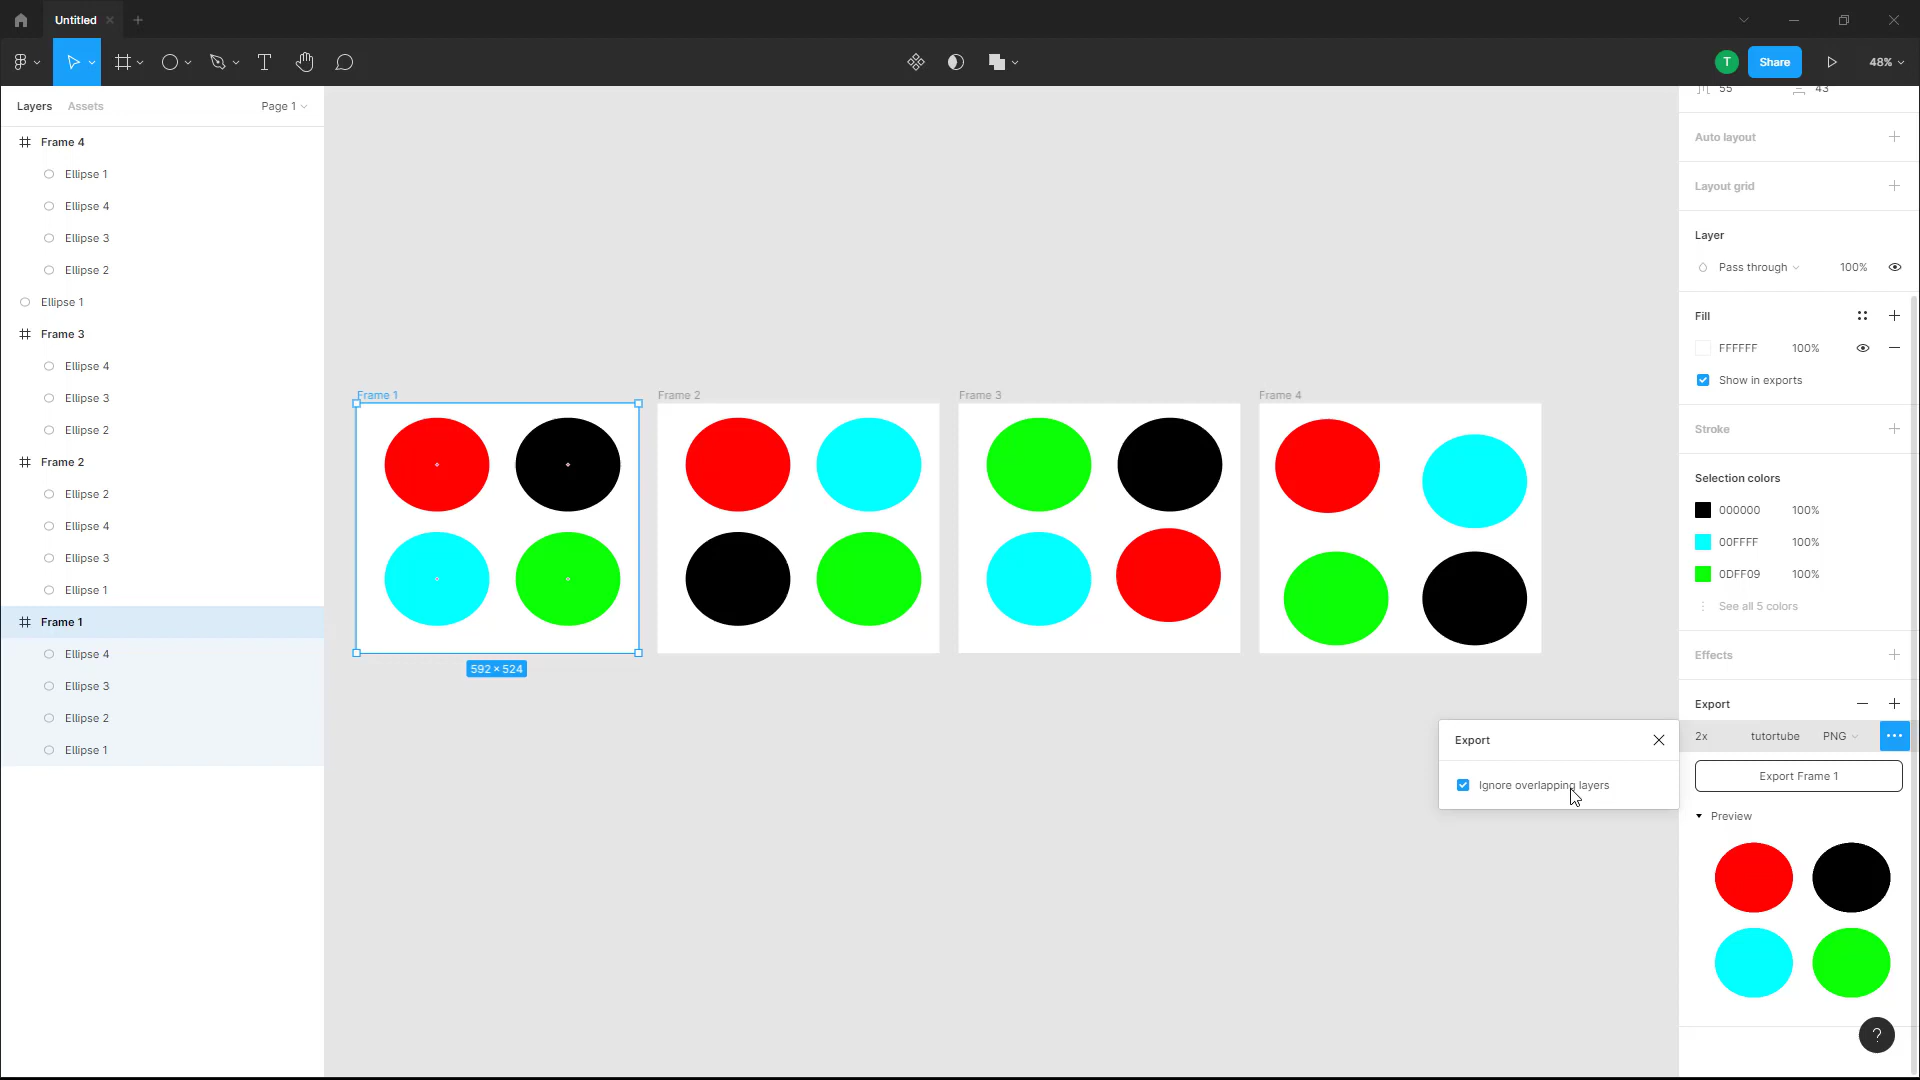 Untitled
T
Share
48%
Layers
Assets
Page 1
Frame 4
Ellipse 1
Ellipse 4
Ellipse 3
Ellipse 2
Ellipse 1
Frame 3
Ellipse 4
Ellipse 3
Ellipse 2
Frame 2
Ellipse 2
Ellipse 4
Ellipse 3
Ellipse 1
Frame 1
Ellipse 4
Ellipse 3
Ellipse 2
Ellipse 1
Frame 1
Frame 2
Frame 3
Frame 4
592 × 524
Export
Ignore overlapping layers
55
43
Auto layout
Layout grid
Layer
Pass through
100%
Fill
FFFFFF
100%
Show in exports
Stroke
Selection colors
000000
100%
00FFFF
100%
0DFF09
100%
See all 5 colors
Effects
Export
2x
tutortube
PNG
Export Frame 1
Preview
?